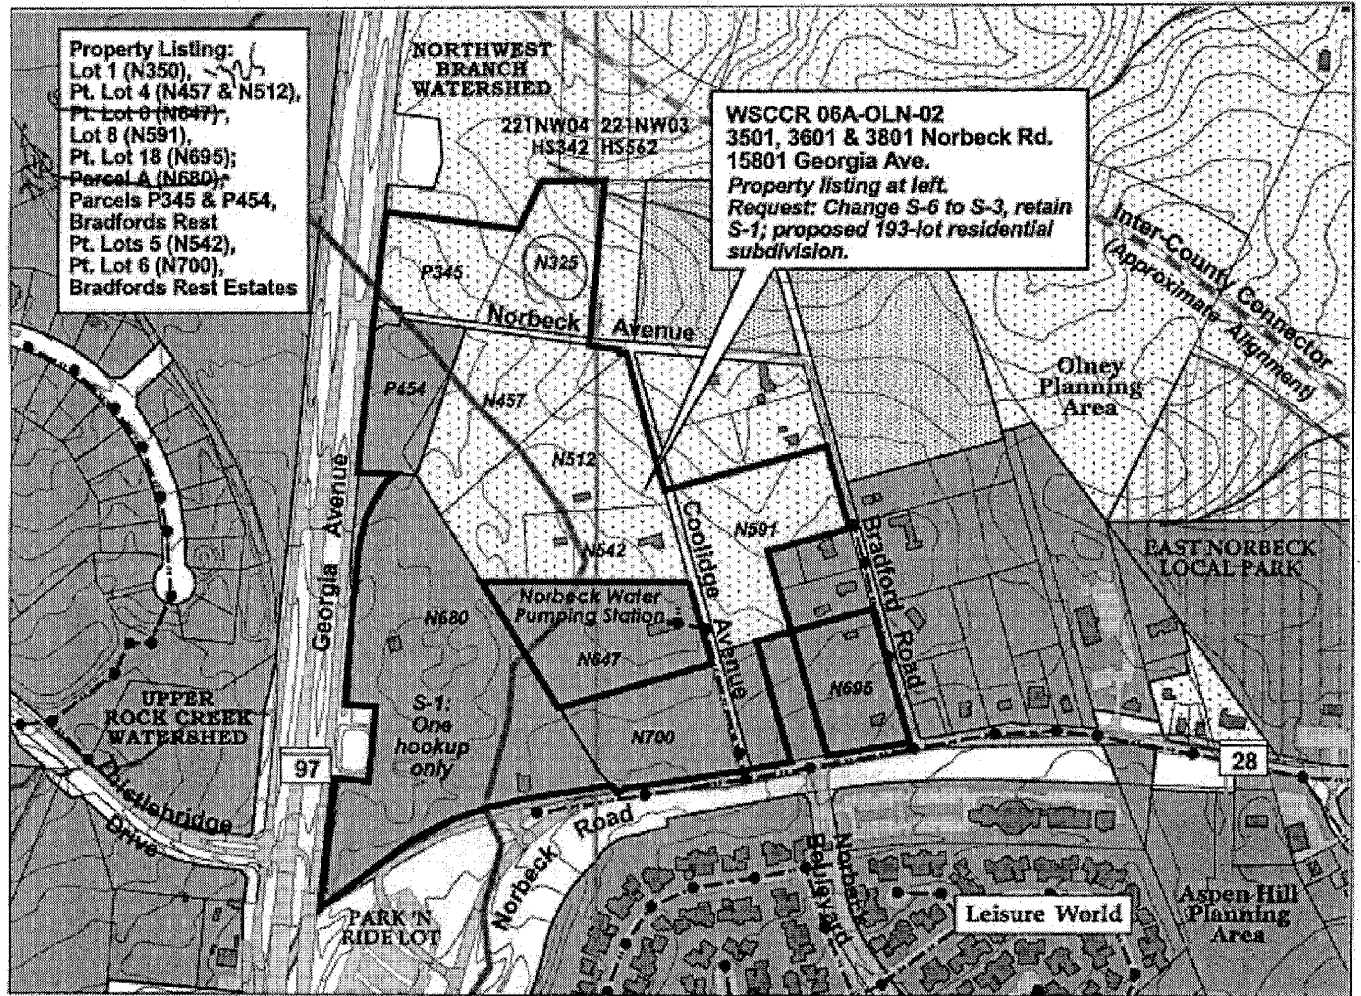 Property Listing:
Lot 1 (N350),
Pt. Lot 4 (N457 & N512),
Pt. Lot 6 (N647)*,
Lot 8 (N591),
Pt. Lot 18 (N695);
Parcel A (N680),*
Parcels P345 & P454,
Bradfords Rest
Pt. Lots 5 (N542),
Pt. Lot 6 (N700),
Bradfords Rest Estates
NORTHWEST
BRANCH
WATERSHED
221NW04 221NW03
HS342 HS562
WSCCR 06A-OLN-02
3501, 3601 & 3801 Norbeck Rd.
15801 Georgia Ave.
Property listing at left.
Request: Change S-6 to S-3, retain
S-1; proposed 193-lot residential
subdivision.
Inter-County Connector
(Approximate Alignment)
P345
N325
Norbeck Avenue
Olney
Planning
Area
P454
N457
N512
Georgia Avenue
Coolidge Avenue
N591
Bradford Road
N542
EAST NORBECK
LOCAL PARK
Norbeck Water
Pumping Station
N680
N647
N695
UPPER
ROCK CREEK
WATERSHED
S-1:
One
hookup
only
N700
97
28
Thistlebridge
Drive
Norbeck Road
Norbeck
Boulevard
PARK 'N
RIDE LOT
Leisure World
Aspen Hill
Planning
Area